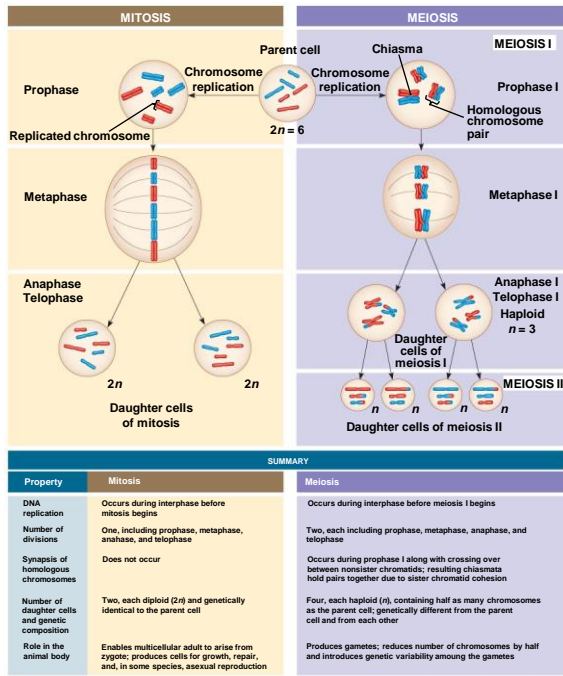 MITOSIS
MEIOSIS
MEIOSIS I
Parent cell
Chiasma
Prophase
Chromosome
replication
Chromosome
replication
Prophase I
Homologous
chromosome
pair
Replicated chromosome
2n = 6
Metaphase
Metaphase I
Anaphase
Telophase
Anaphase I
Telophase I
Haploid
n = 3
Daughter
cells of
meiosis I
2n
2n
MEIOSIS II
n
n
n
n
Daughter cells
of mitosis
Daughter cells of meiosis II
SUMMARY
Property
Mitosis
Meiosis
DNA
replication
Occurs during interphase before
mitosis begins
Occurs during interphase before meiosis I begins
Number of
divisions
One, including prophase, metaphase,
anahase, and telophase
Two, each including prophase, metaphase, anaphase, and
telophase
Synapsis of
homologous
chromosomes
Does not occur
Occurs during prophase I along with crossing over
between nonsister chromatids; resulting chiasmata
hold pairs together due to sister chromatid cohesion
Number of
daughter cells
and genetic
composition
Two, each diploid (2n) and genetically
identical to the parent cell
Four, each haploid (n), containing half as many chromosomes
as the parent cell; genetically different from the parent
cell and from each other
Role in the
animal body
Enables multicellular adult to arise from
zygote; produces cells for growth, repair,
and, in some species, asexual reproduction
Produces gametes; reduces number of chromosomes by half
and introduces genetic variability amoung the gametes